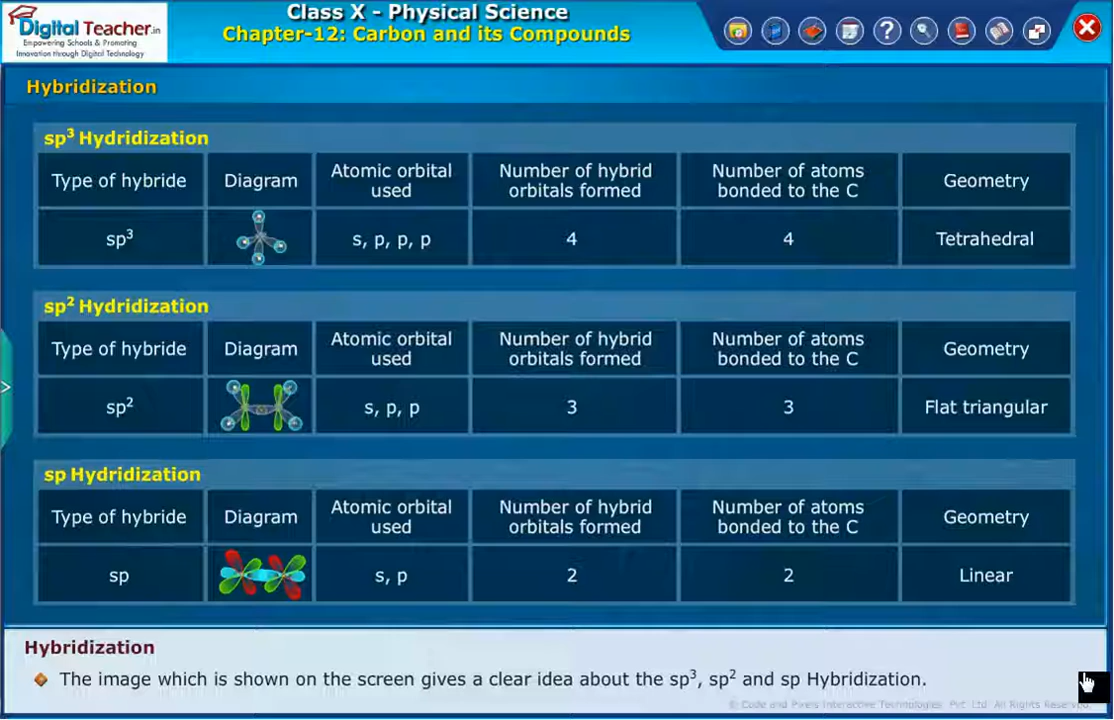 Digital Teacher.in
Empowering Schools & Promoting
Innovation through Digital Technology
Class X - Physical Science
Chapter-12: Carbon and its Compounds
Hybridization
sp³ Hydridization
Type of hybride Diagram Atomic orbital used Number of hybrid orbitals formed Number of atoms bonded to the C Geometry
sp³ s, p, p, p 4 4 Tetrahedral
sp² Hydridization
Type of hybride Diagram Atomic orbital used Number of hybrid orbitals formed Number of atoms bonded to the C Geometry
sp² s, p, p 3 3 Flat triangular
sp Hydridization
Type of hybride Diagram Atomic orbital used Number of hybrid orbitals formed Number of atoms bonded to the C Geometry
sp s, p 2 2 Linear
Hybridization
The image which is shown on the screen gives a clear idea about the sp³, sp² and sp Hybridization.
© Code and Pixels Interactive Technologies. Pvt. Ltd. All Rights Reserved.